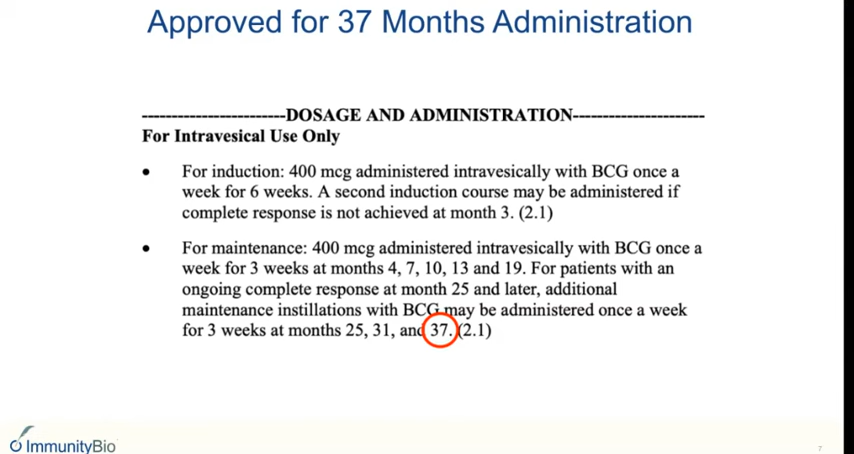 Approved for 37 Months Administration
------------------------DOSAGE AND ADMINISTRATION----------------------
For Intravesical Use Only
• For induction: 400 mcg administered intravesically with BCG once a
week for 6 weeks. A second induction course may be administered if
complete response is not achieved at month 3. (2.1)
• For maintenance: 400 mcg administered intravesically with BCG once a
week for 3 weeks at months 4, 7, 10, 13 and 19. For patients with an
ongoing complete response at month 25 and later, additional
maintenance instillations with BCG may be administered once a week
for 3 weeks at months 25, 31, and 37. (2.1)
ImmunityBio
7